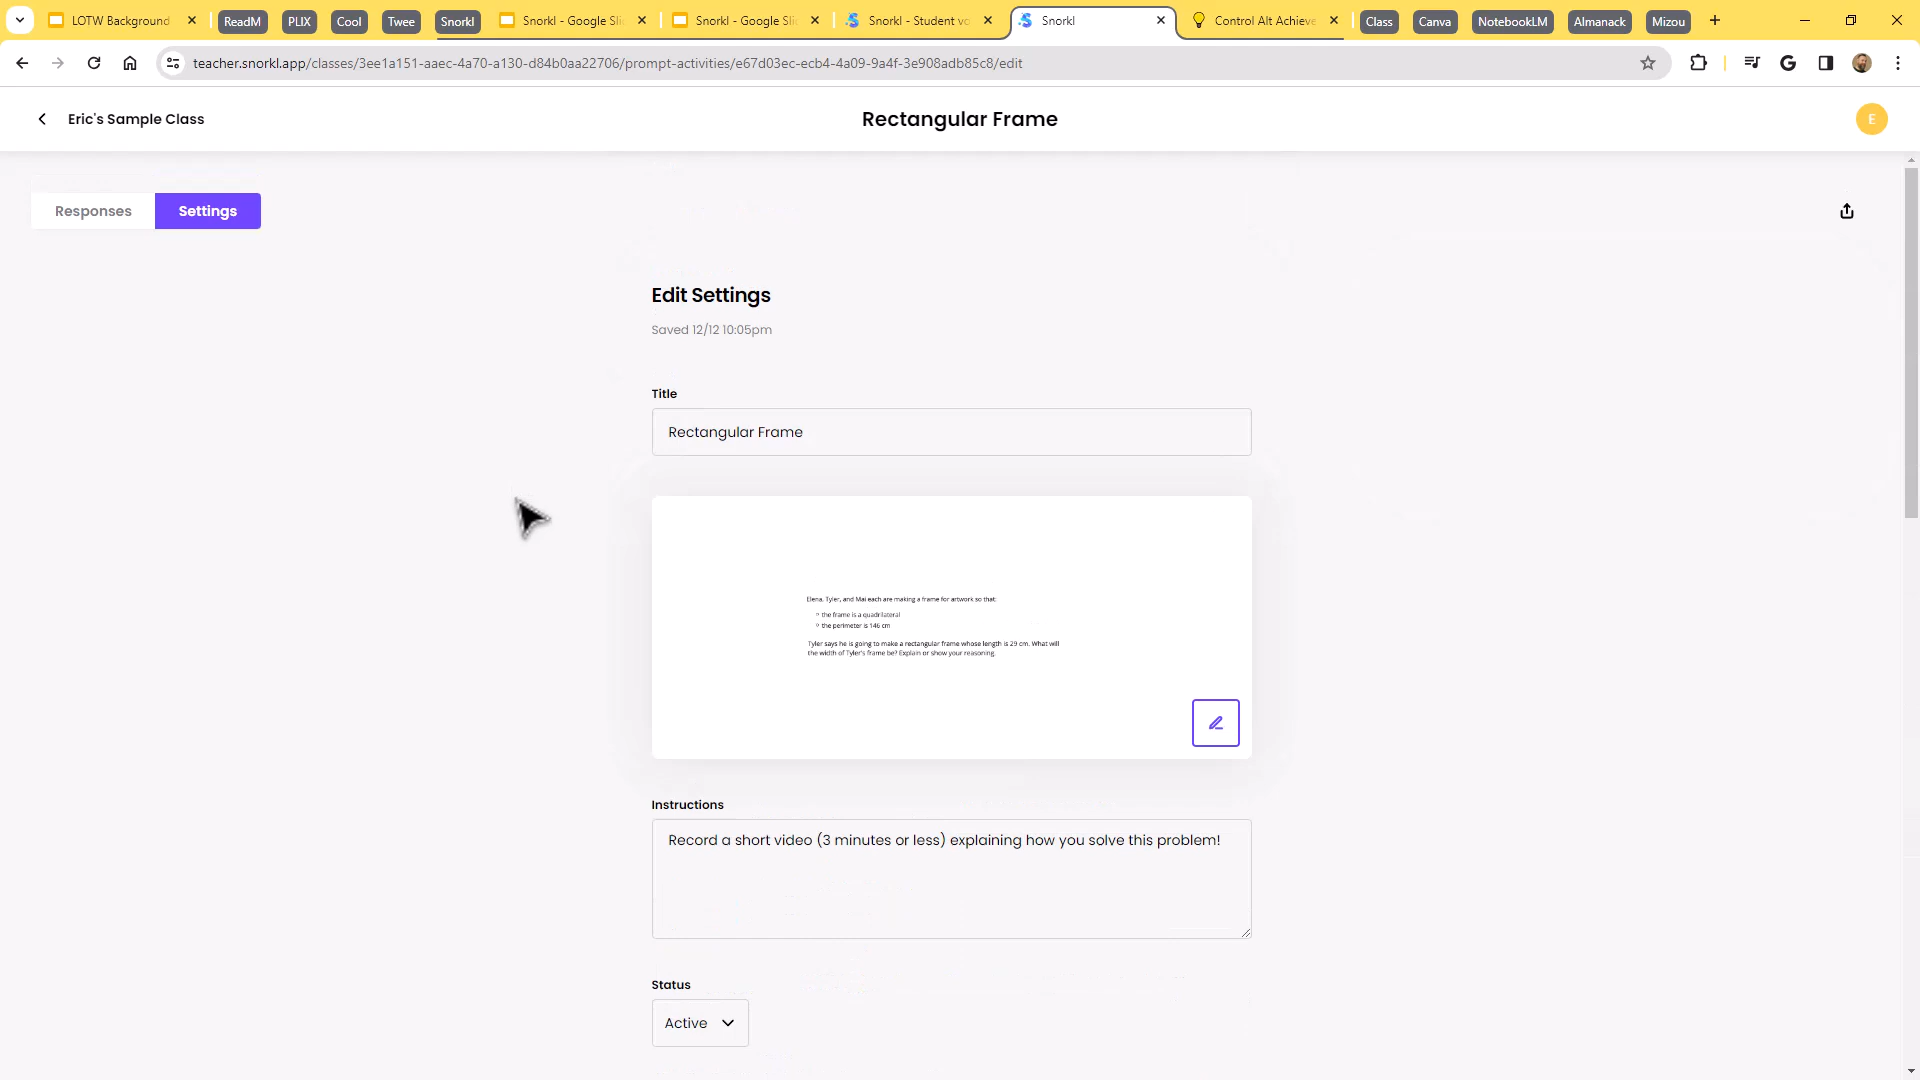 LOTW Background
ReadM
PLIX
Cool
Twee
Snorkl
Snorkl - Google Sli
Snorkl - Google Sli
Snorkl - Student vo
Snorkl
Control Alt Achieve
Class
Canva
NotebookLM
Almanack
Mizou
teacher.snorkl.app/classes/3ee1a151-aaec-4a70-a130-d84b0aa22706/prompt-activities/e67d03ec-ecb4-4a09-9a4f-3e908adb85c8/edit
Eric's Sample Class
Rectangular Frame
E
Responses
Settings
Edit Settings
Saved 12/12 10:05pm
Title
Rectangular Frame
Elena, Tyler, and Mai each are making a frame for artwork so that:
the frame is a quadrilateral
the perimeter is 146 cm
Tyler says he is going to make a rectangular frame whose length is 29 cm. What will
the width of Tyler's frame be? Explain or show your reasoning.
Instructions
Record a short video (3 minutes or less) explaining how you solve this problem!
Status
Active